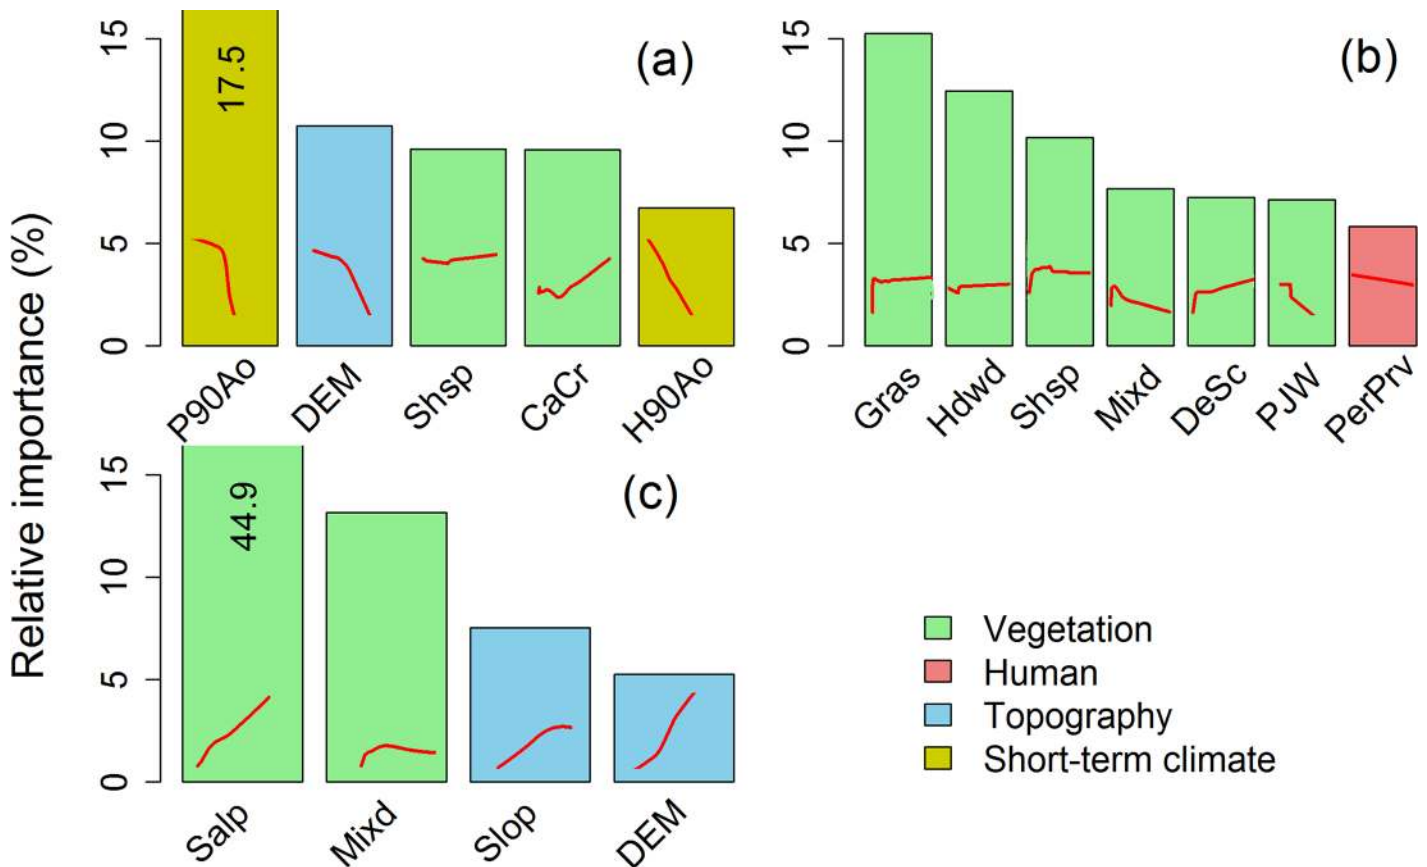 Relative importance (%)
(a)
15
10
5
0
17.5
P90Ao
DEM
Shsp
CaCr
H90Ao
(b)
15
10
5
0
Gras
Hdwd
Shsp
Mixd
DeSc
PJW
PerPrv
(c)
15
10
5
0
44.9
Salp
Mixd
Slop
DEM
Vegetation
Human
Topography
Short-term climate